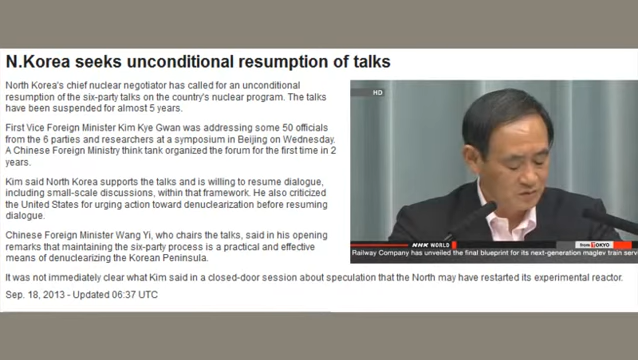 N.Korea seeks unconditional resumption of talks
North Korea's chief nuclear negotiator has called for an unconditional
resumption of the six-party talks on the country's nuclear program. The talks
have been suspended for almost 5 years.
First Vice Foreign Minister Kim Kye Gwan was addressing some 50 officials
from the 6 parties and researchers at a symposium in Beijing on Wednesday.
A Chinese Foreign Ministry think tank organized the forum for the first time in 2
years.
Kim said North Korea supports the talks and is willing to resume dialogue,
including small-scale discussions, within that framework. He also criticized
the United States for urging action toward denuclearization before resuming
dialogue.
Chinese Foreign Minister Wang Yi, who chairs the talks, said in his opening
remarks that maintaining the six-party process is a practical and effective
means of denuclearizing the Korean Peninsula.
It was not immediately clear what Kim said in a closed-door session about speculation that the North may have restarted its experimental reactor.
Sep. 18, 2013 - Updated 06:37 UTC
HD
NHK WORLD
from TOKYO
Railway Company has unveiled the final blueprint for its next-generation maglev train serv